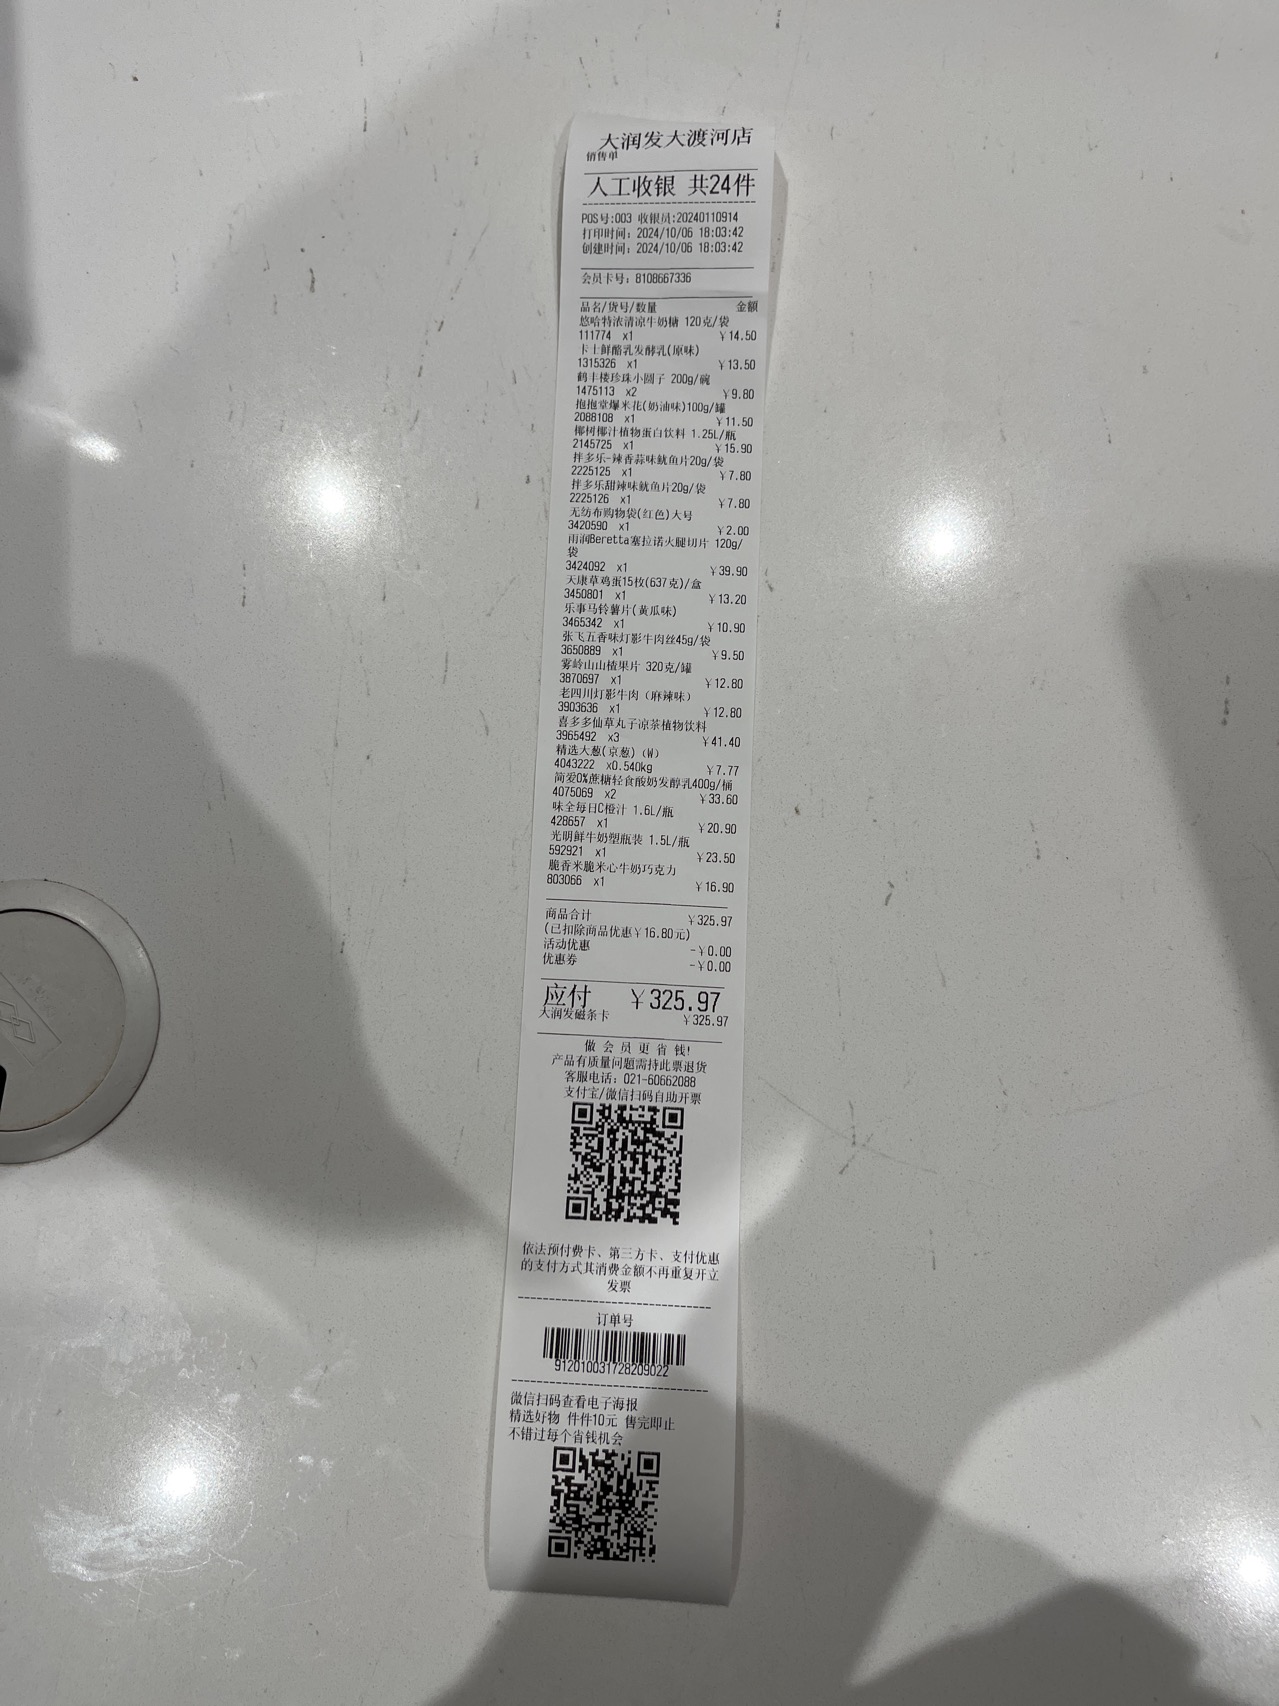 大润发大渡河店
销售单
人工收银 共24件
POS号:003 收银员:20240110914
打印时间: 2024/10/06 18:03:42
创建时间: 2024/10/06 18:03:42
会员卡号: 8108667336
品名/货号/数量 金额
悠哈特浓清凉牛奶糖 120克/袋
111774 x1 ￥14.50
卡士鲜酪乳发酵乳(原味)
1315326 x1 ￥13.50
鹤丰楼珍珠小圆子 200g/碗
1475113 x2 ￥9.80
抱抱堂爆米花(奶油味)100g/罐
2088108 x1 ￥11.50
椰树椰汁植物蛋白饮料 1.25L/瓶
2145725 x1 ￥15.90
拌多乐-辣香蒜味鱿鱼片20g/袋
2225125 x1 ￥7.80
拌多乐甜辣味鱿鱼片20g/袋
2225126 x1 ￥7.80
无纺布购物袋(红色)大号
3420590 x1 ￥2.00
雨润Beretta塞拉诺火腿切片 120g/
袋
3424092 x1 ￥39.90
天康草鸡蛋15枚(637克)/盒
3450801 x1 ￥13.20
乐事马铃薯片(黄瓜味)
3465342 x1 ￥10.90
张飞五香味灯影牛肉丝45g/袋
3650889 x1 ￥9.50
雾岭山山楂果片 320克/罐
3870697 x1 ￥12.80
老四川灯影牛肉（麻辣味）
3903636 x1 ￥12.80
喜多多仙草丸子凉茶植物饮料
3965492 x3 ￥41.40
精选大葱(京葱)（W）
4043222 x0.540kg ￥7.77
简爱0%蔗糖轻食酸奶发酵乳400g/桶
4075069 x2 ￥33.60
味全每日C橙汁 1.6L/瓶
428657 x1 ￥20.90
光明鲜牛奶塑瓶装 1.5L/瓶
592921 x1 ￥23.50
脆香米脆米心牛奶巧克力
803066 x1 ￥16.90
商品合计 ￥325.97
(已扣除商品优惠￥16.80元)
活动优惠 -￥0.00
优惠券 -￥0.00
应付 ￥325.97
大润发磁条卡 ￥325.97
做 会 员 更 省 钱!
产品有质量问题需持此票退货
客服电话: 021-60662088
支付宝/微信扫码自助开票
依法预付费卡、第三方卡、支付优惠
的支付方式其消费金额不再重复开立
发票
订单号
912010031728209022
微信扫码查看电子海报
精选好物 件件10元 售完即止
不错过每个省钱机会